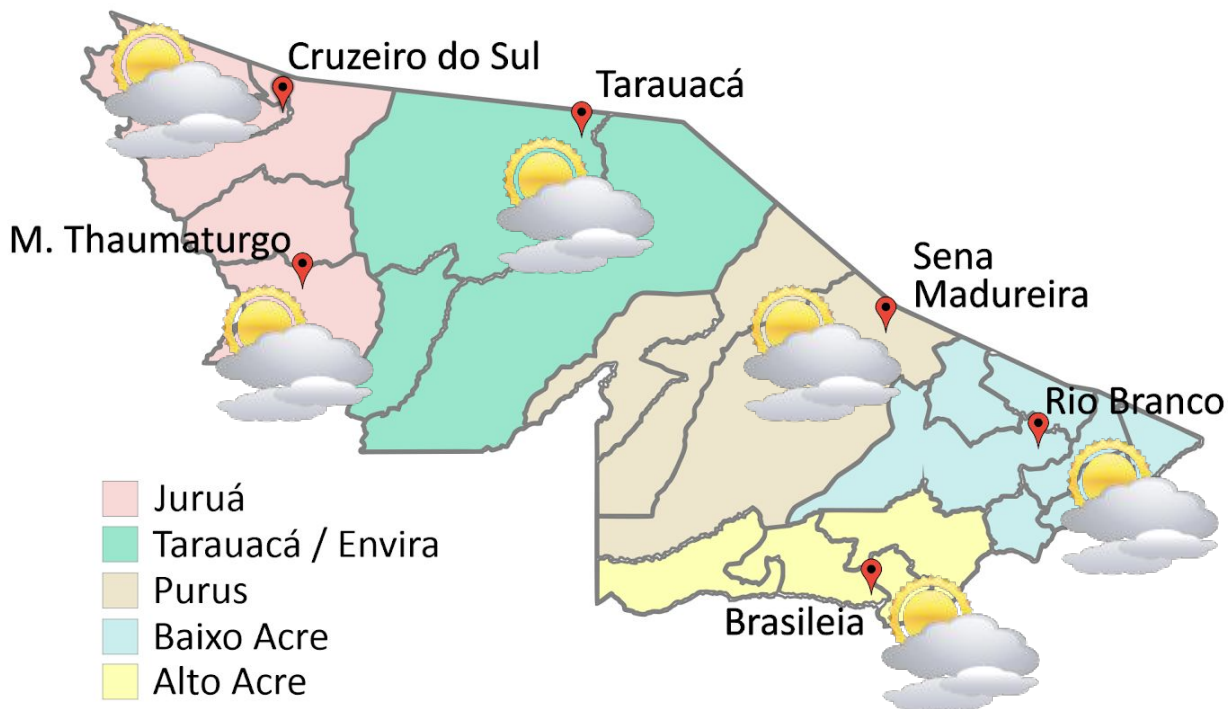 Cruzeiro do Sul
Tarauacá
M. Thaumaturgo
Sena
Madureira
Rio Branco
Brasileia
Juruá
Tarauacá / Envira
Purus
Baixo Acre
Alto Acre